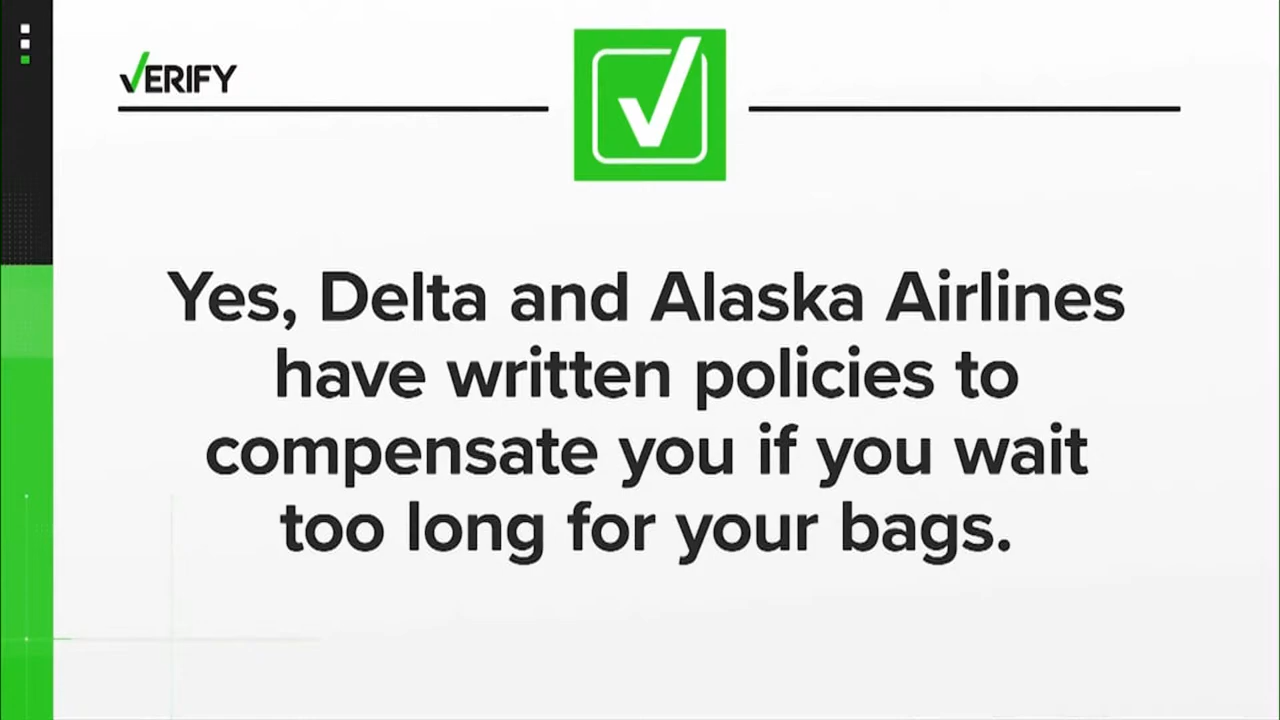 VERIFY
Yes, Delta and Alaska Airlines
have written policies to
compensate you if you wait
too long for your bags.